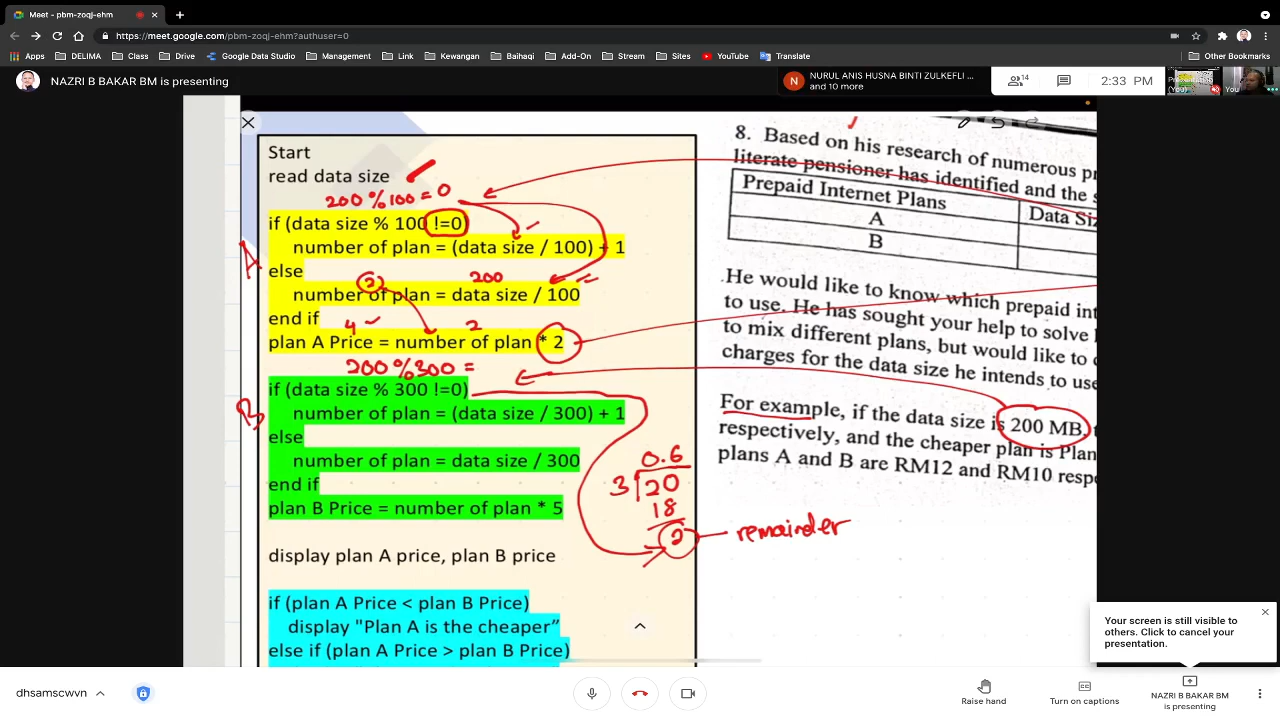 Meet - pbm-zoqj-ehm
https://meet.google.com/pbm-zoqj-ehm?authuser=0
Apps DELIMA Class Drive Google Data Studio Management Link Kewangan Baihaqi Add-On Stream Sites YouTube Translate Other Bookmarks
NAZRI B BAKAR BM is presenting
N NURUL ANIS HUSNA BINTI ZULKEFLI ...
and 10 more
14
2:33 PM
You
Start
read data size
200 % 100 = 0
if (data size % 100 !=0)
number of plan = (data size / 100) + 1
A
else
2 200
number of plan = data size / 100
end if
4 2
plan A Price = number of plan * 2
200 % 300 =
if (data size % 300 !=0)
B
number of plan = (data size / 300) + 1
else
number of plan = data size / 300
end if
plan B Price = number of plan * 5
0.6
3 20
18
2 remainder
display plan A price, plan B price
if (plan A Price < plan B Price)
display "Plan A is the cheaper”
else if (plan A Price > plan B Price)
8. Based on his research of numerous
literate pensioner has identified and the
Prepaid Internet Plans Data
A
B
He would like to know which prepaid
to use. He has sought your help to solve
to mix different plans, but would like to
charges for the data size he intends to use
For example, if the data size is 200 MB,
respectively, and the cheaper plan is Plan
plans A and B are RM12 and RM10
Your screen is still visible to
others. Click to cancel your
presentation.
dhsamscwvn
Raise hand
Turn on captions
NAZRI B BAKAR BM
is presenting